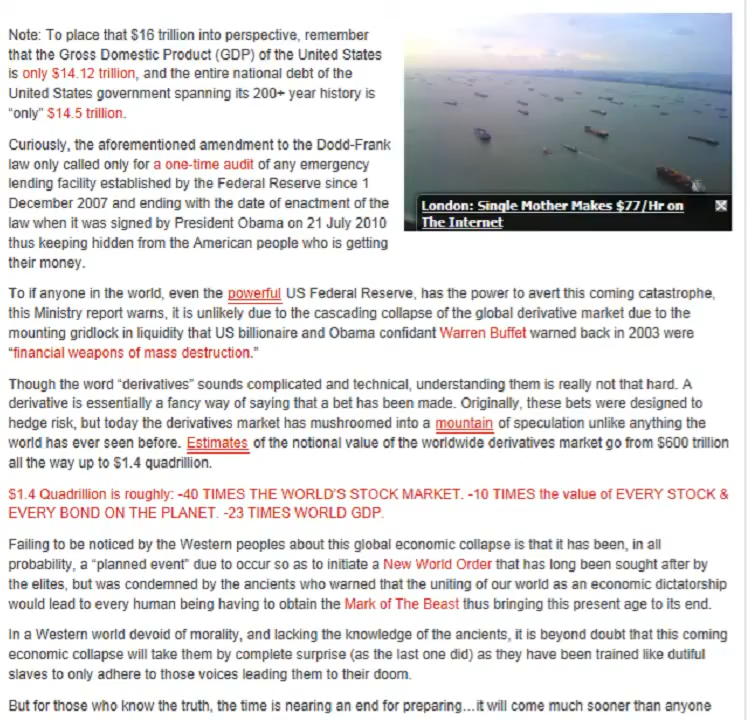 Note: To place that $16 trillion into perspective, remember
that the Gross Domestic Product (GDP) of the United States
is only $14.12 trillion, and the entire national debt of the
United States government spanning its 200+ year history is
“only” $14.5 trillion.
Curiously, the aforementioned amendment to the Dodd-Frank
law only called only for a one-time audit of any emergency
lending facility established by the Federal Reserve since 1
December 2007 and ending with the date of enactment of the
law when it was signed by President Obama on 21 July 2010
thus keeping hidden from the American people who is getting
their money.
London: Single Mother Makes $77/Hr on
The Internet
To if anyone in the world, even the powerful US Federal Reserve, has the power to avert this coming catastrophe,
this Ministry report warns, it is unlikely due to the cascading collapse of the global derivative market due to the
mounting gridlock in liquidity that US billionaire and Obama confidant Warren Buffet warned back in 2003 were
“financial weapons of mass destruction.”
Though the word “derivatives” sounds complicated and technical, understanding them is really not that hard. A
derivative is essentially a fancy way of saying that a bet has been made. Originally, these bets were designed to
hedge risk, but today the derivatives market has mushroomed into a mountain of speculation unlike anything the
world has ever seen before. Estimates of the notional value of the worldwide derivatives market go from $600 trillion
all the way up to $1.4 quadrillion.
$1.4 Quadrillion is roughly: -40 TIMES THE WORLD'S STOCK MARKET. -10 TIMES the value of EVERY STOCK &
EVERY BOND ON THE PLANET. -23 TIMES WORLD GDP.
Failing to be noticed by the Western peoples about this global economic collapse is that it has been, in all
probability, a “planned event” due to occur so as to initiate a New World Order that has long been sought after by
the elites, but was condemned by the ancients who warned that the uniting of our world as an economic dictatorship
would lead to every human being having to obtain the Mark of The Beast thus bringing this present age to its end.
In a Western world devoid of morality, and lacking the knowledge of the ancients, it is beyond doubt that this coming
economic collapse will take them by complete surprise (as the last one did) as they have been trained like dutiful
slaves to only adhere to those voices leading them to their doom.
But for those who know the truth, the time is nearing an end for preparing...it will come much sooner than anyone